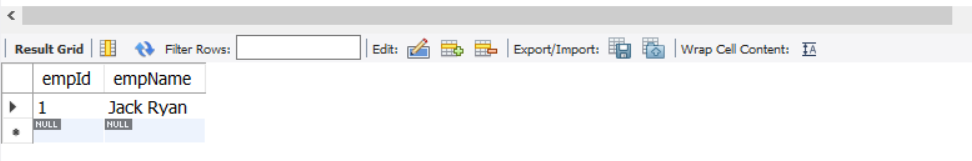 Result Grid Filter Rows: Edit: Export/Import: Wrap Cell Content:
empId empName
1 Jack Ryan
NULL NULL